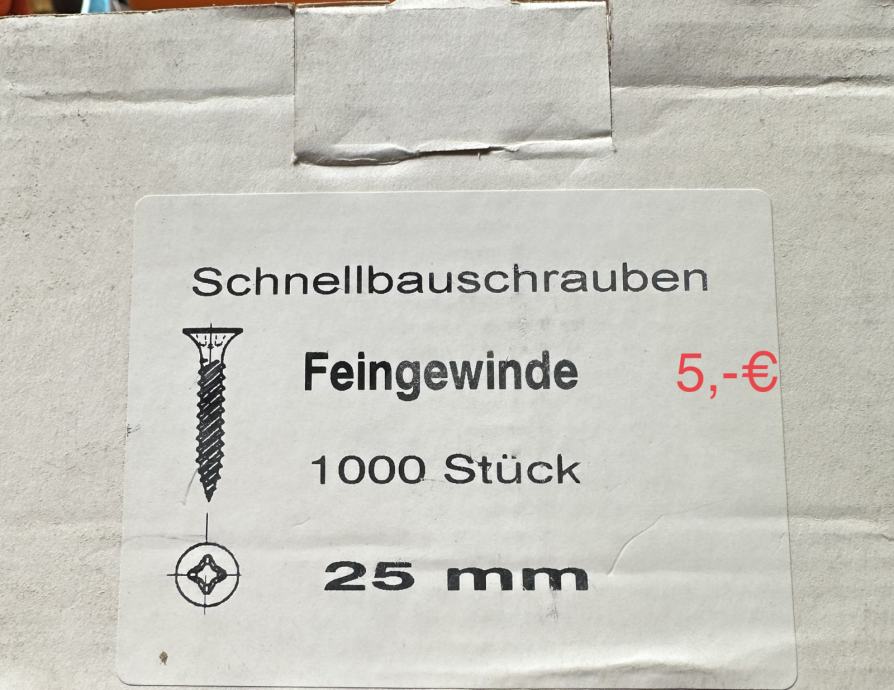 Schnellbauschrauben
Feingewinde
5,-€
1000 Stück
25 mm